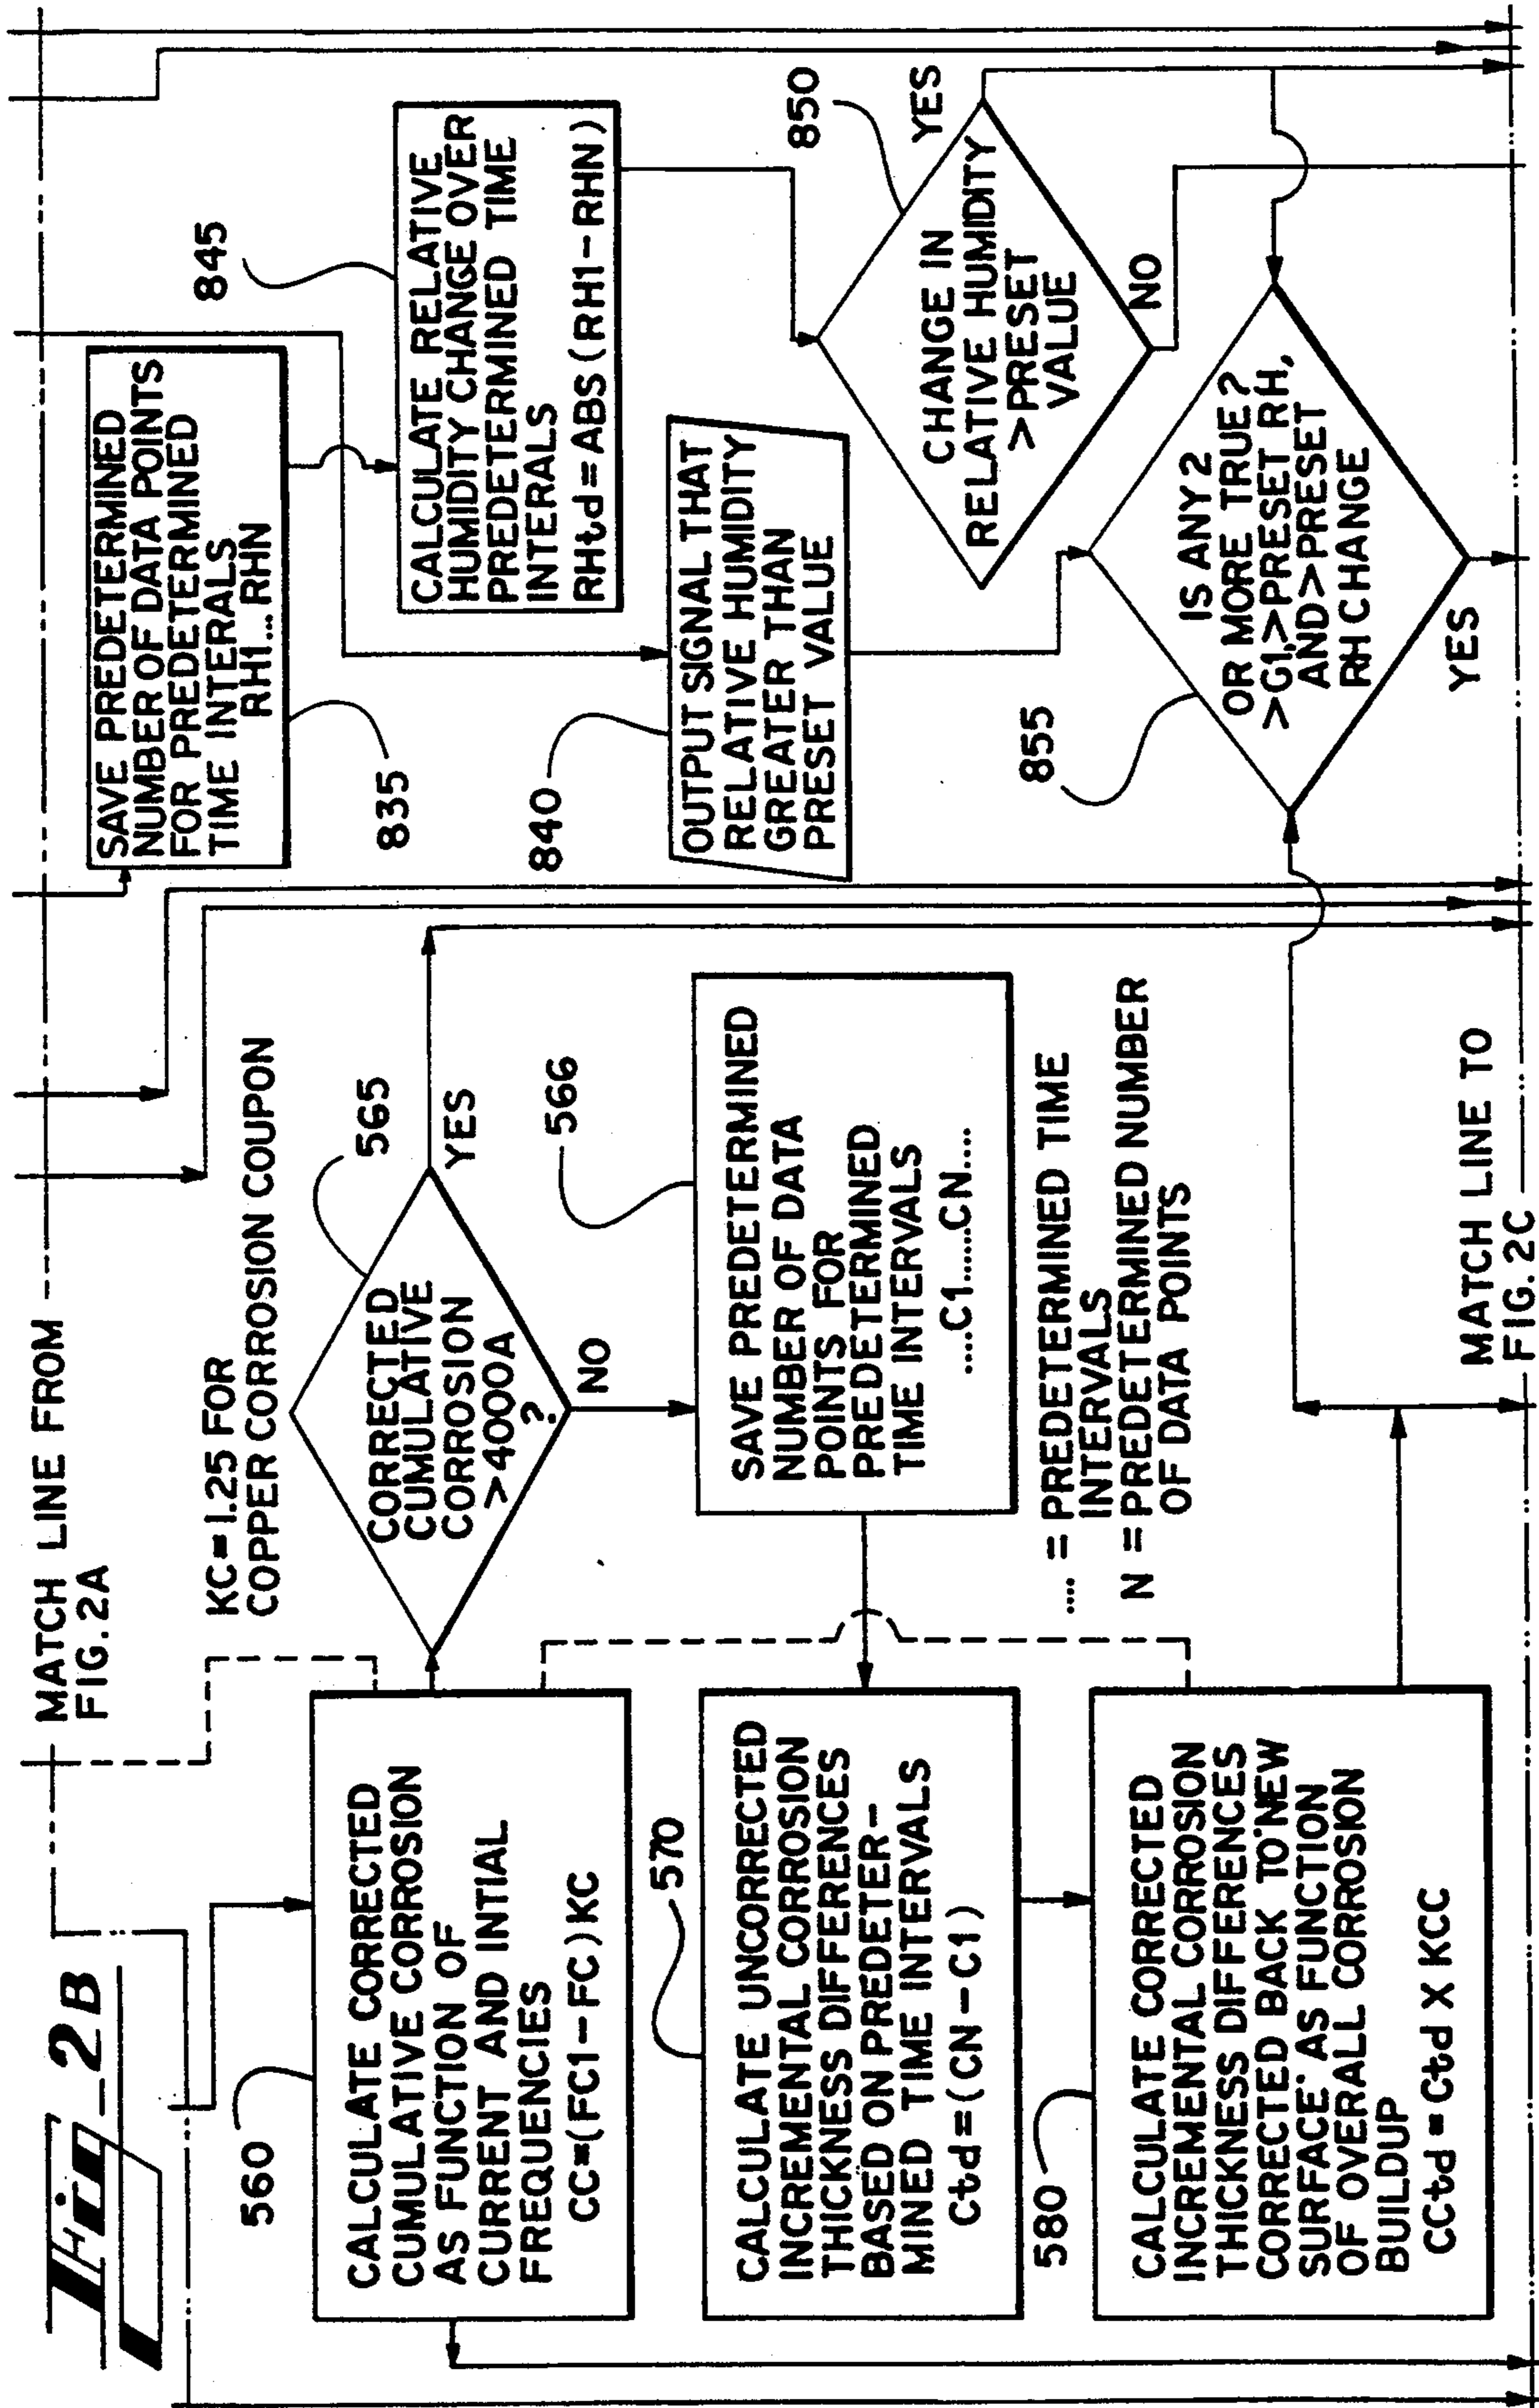 Fig_2B
MATCH LINE FROM
FIG. 2A
560
CALCULATE CORRECTED
CUMULATIVE CORROSION
AS FUNCTION OF
CURRENT AND INTIAL
FREQUENCIES
CC=(FC1-FC)KC
KC=1.25 FOR
COPPER CORROSION COUPON
565
CORRECTED
CUMULATIVE
CORROSION
>4000A
?
YES
NO
566
SAVE PREDETERMINED
NUMBER OF DATA
POINTS FOR
PREDETERMINED
TIME INTERVALS
....C1......CN....
570
CALCULATE UNCORRECTED
INCREMENTAL CORROSION
THICKNESS DIFFERENCES
BASED ON PREDETER-
MINED TIME INTERVALS
Ctd=(CN-C1)
.... = PREDETERMINED TIME
INTERVALS
N = PREDETERMINED NUMBER
OF DATA POINTS
580
CALCULATE CORRECTED
INCREMENTAL CORROSION
THICKNESS DIFFERENCES
CORRECTED BACK TO "NEW
SURFACE" AS FUNCTION
OF OVERALL CORROSION
BUILDUP
CCtd = Ctd X KCC
SAVE PREDETERMINED
NUMBER OF DATA POINTS
FOR PREDETERMINED
TIME INTERALS
RH1...RHN
835
845
CALCULATE RELATIVE
HUMIDITY CHANGE OVER
PREDETERMINED TIME
INTERALS
RHtd=ABS(RH1-RHN)
840
OUTPUT SIGNAL THAT
RELATIVE HUMIDITY
GREATER THAN
PRESET VALUE
850
CHANGE IN
RELATIVE HUMIDITY
>PRESET
VALUE
YES
NO
855
IS ANY 2
OR MORE TRUE?
>G1,>PRESET RH,
AND>PRESET
RH CHANGE
YES
MATCH LINE TO
FIG. 2C